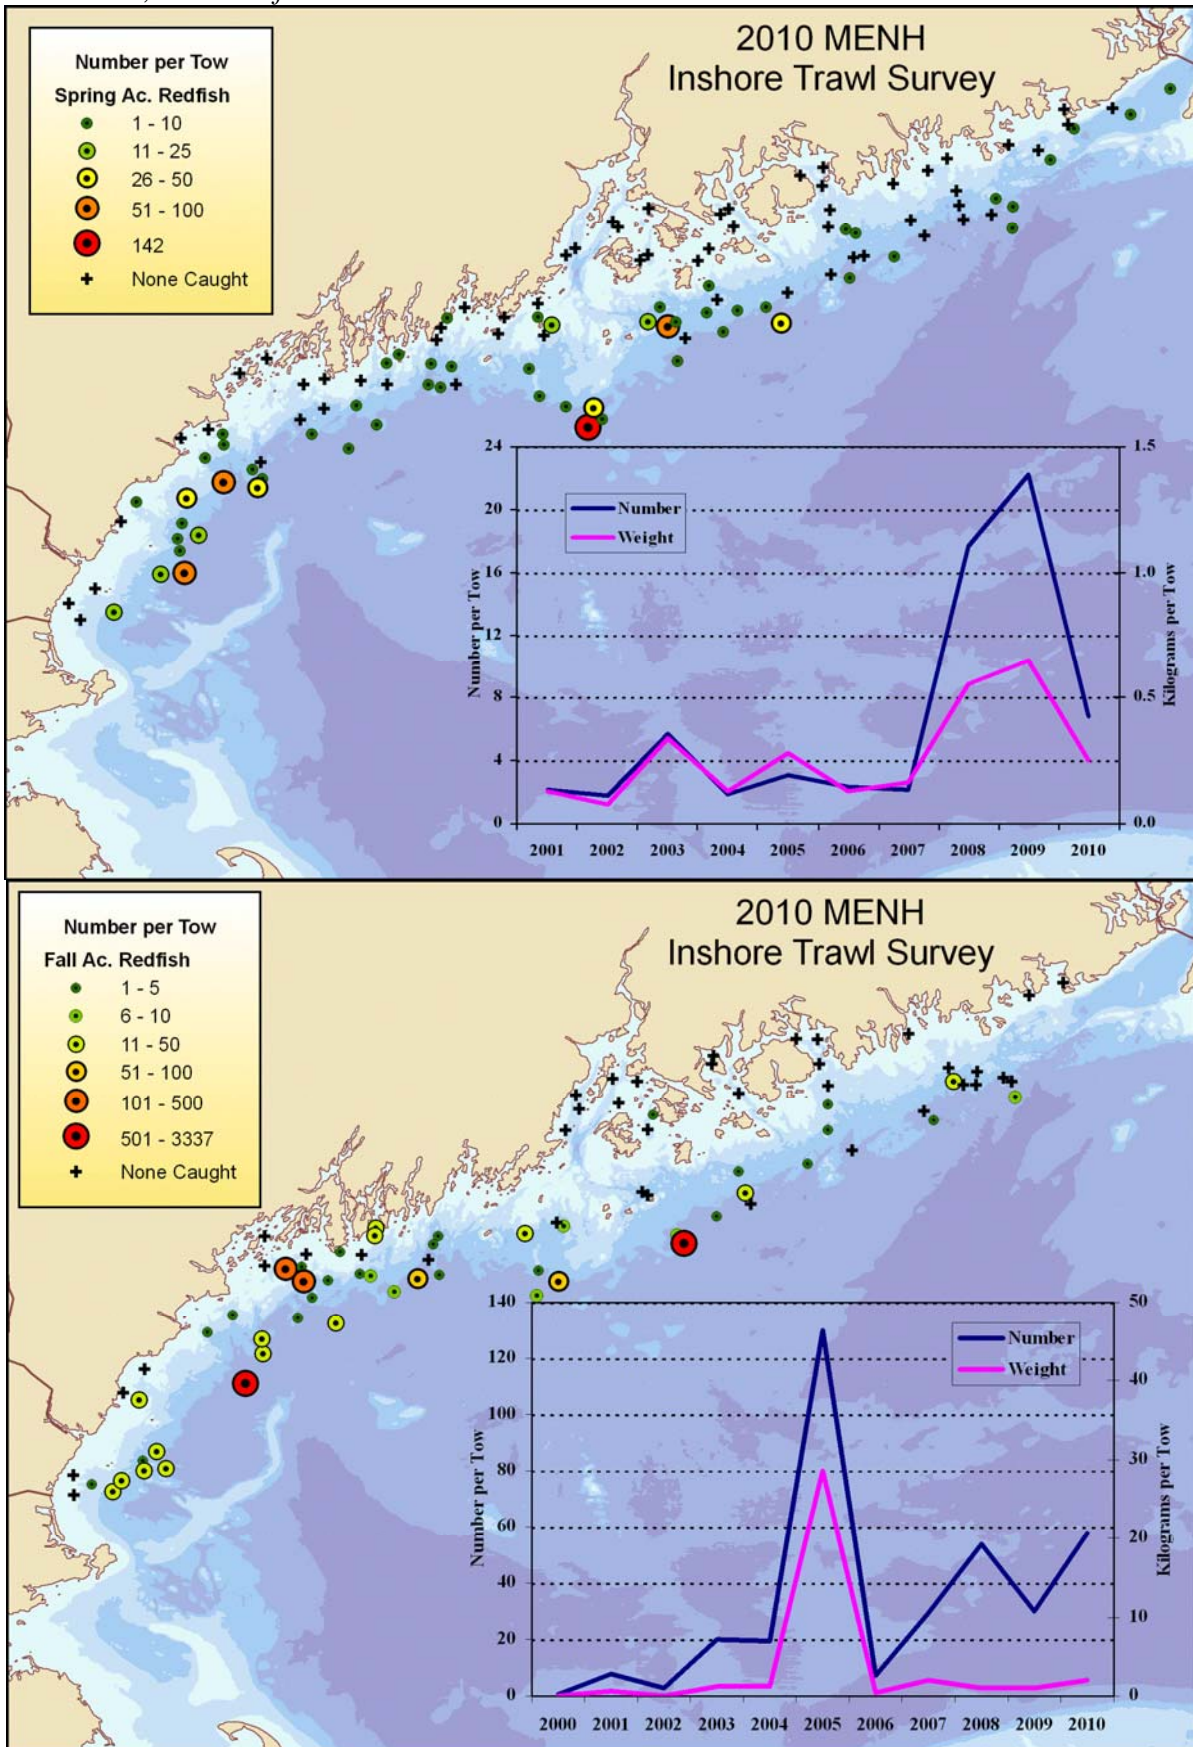 2010 MENH
Inshore Trawl Survey
Number per Tow
Spring Ac. Redfish
1 - 10
11 - 25
26 - 50
51 - 100
142
None Caught
Number
Weight
Number per Tow
24
20
16
12
8
4
0
Kilograms per Tow
1.5
1.0
0.5
0.0
2001 2002 2003 2004 2005 2006 2007 2008 2009 2010
2010 MENH
Inshore Trawl Survey
Number per Tow
Fall Ac. Redfish
1 - 5
6 - 10
11 - 50
51 - 100
101 - 500
501 - 3337
None Caught
Number
Weight
Number per Tow
140
120
100
80
60
40
20
0
Kilograms per Tow
50
40
30
20
10
0
2000 2001 2002 2003 2004 2005 2006 2007 2008 2009 2010